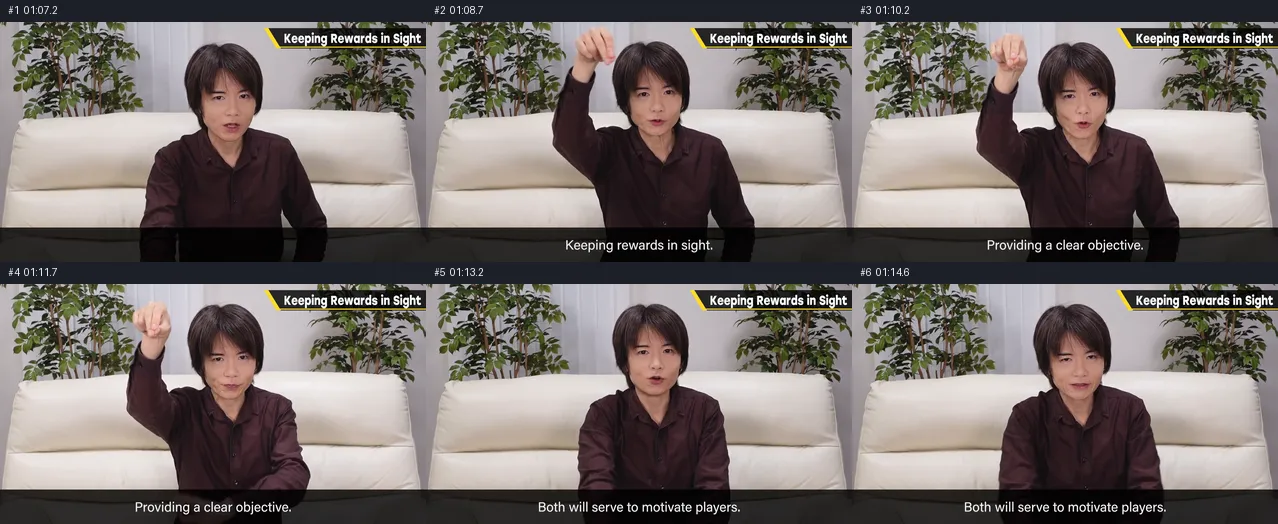 #1 01:07.2
#2 01:08.7
#3 01:10.2
Keeping Rewards in Sight
Keeping Rewards in Sight
Keeping Rewards in Sight
Keeping rewards in sight.
Providing a clear objective.
#4 01:11.7
#5 01:13.2
#6 01:14.6
Keeping Rewards in Sight
Keeping Rewards in Sight
Keeping Rewards in Sight
Providing a clear objective.
Both will serve to motivate players.
Both will serve to motivate players.